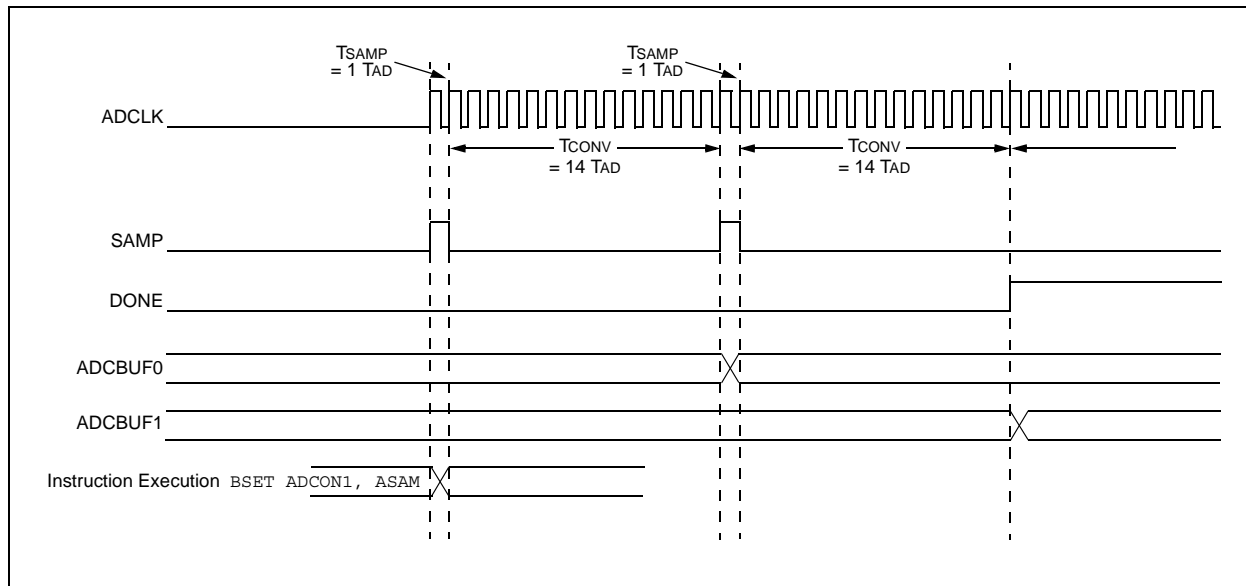 TSAMP
= 1 TAD
TSAMP
= 1 TAD
ADCLK
TCONV
= 14 TAD
TCONV
= 14 TAD
SAMP
DONE
ADCBUF0
ADCBUF1
Instruction Execution BSET ADCON1, ASAM